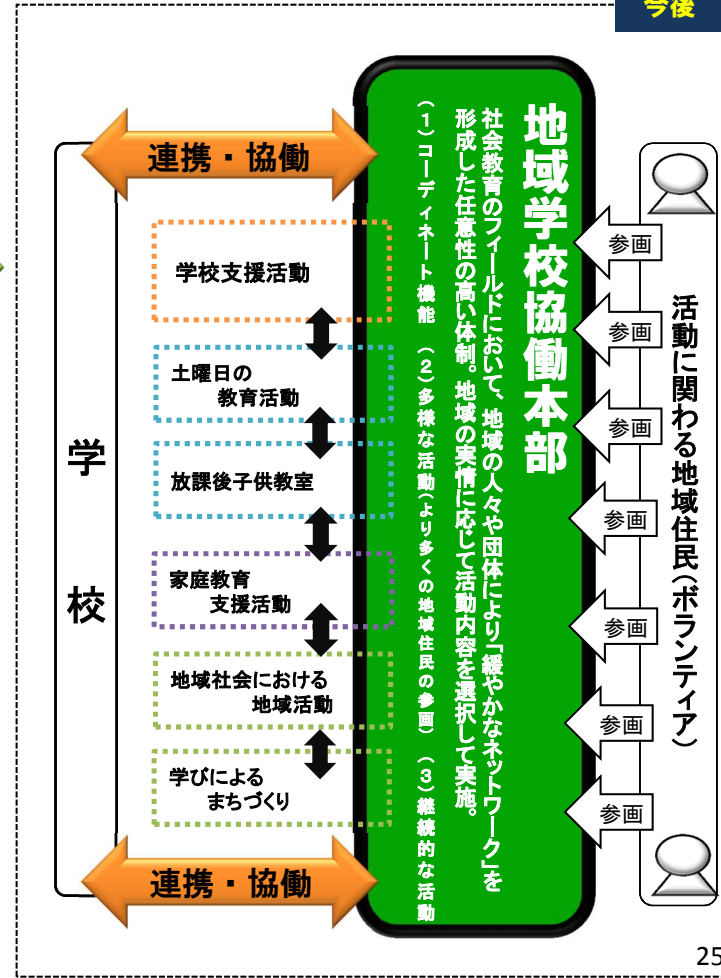 今後
連携・協働
学校
学校支援活動
土曜日の
教育活動
放課後子供教室
家庭教育
支援活動
地域社会における
地域活動
学びによる
まちづくり
連携・協働
地域学校協働本部
社会教育のフィールドにおいて、地域の人々や団体により「緩やかなネットワーク」を
形成した任意性の高い体制。地域の実情に応じて活動内容を選択して実施。
(1)コーディネート機能 (2)多様な活動(より多くの地域住民の参画) (3)継続的な活動
参画
参画
参画
参画
参画
参画
参画
活動に関わる地域住民(ボランティア)
25